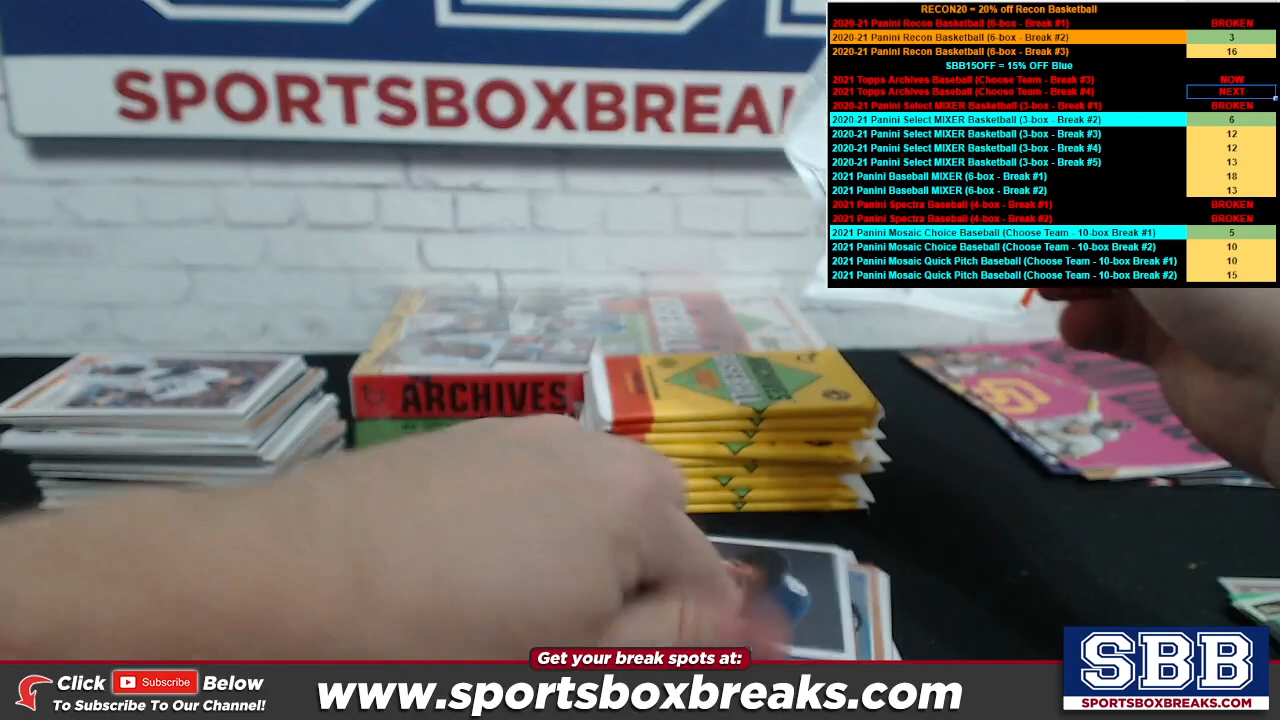 RECON20 = 20% off Recon Basketball
2020-21 Panini Recon Basketball (6-box - Break #1) BROKEN
2020-21 Panini Recon Basketball (6-box - Break #2) 3
2020-21 Panini Recon Basketball (6-box - Break #3) 16
SBB15OFF = 15% OFF Blue
2021 Topps Archives Baseball (Choose Team - Break #3) NOW
2021 Topps Archives Baseball (Choose Team - Break #4) NEXT
2020-21 Panini Select MIXER Basketball (3-box - Break #1) BROKEN
2020-21 Panini Select MIXER Basketball (3-box - Break #2) 6
2020-21 Panini Select MIXER Basketball (3-box - Break #3) 12
2020-21 Panini Select MIXER Basketball (3-box - Break #4) 12
2020-21 Panini Select MIXER Basketball (3-box - Break #5) 13
2021 Panini Baseball MIXER (6-box - Break #1) 18
2021 Panini Baseball MIXER (6-box - Break #2) 13
2021 Panini Spectra Baseball (4-box - Break #1) BROKEN
2021 Panini Spectra Baseball (4-box - Break #2) BROKEN
2021 Panini Mosaic Choice Baseball (Choose Team - 10-box Break #1) 5
2021 Panini Mosaic Choice Baseball (Choose Team - 10-box Break #2) 10
2021 Panini Mosaic Quick Pitch Baseball (Choose Team - 10-box Break #1) 10
2021 Panini Mosaic Quick Pitch Baseball (Choose Team - 10-box Break #2) 15
SPORTSBOXBREA
ARCHIVES
SD
Get your break spots at:
Click Subscribe Below
To Subscribe To Our Channel!
www.sportsboxbreaks.com
SBB
SPORTSBOXBREAKS.COM